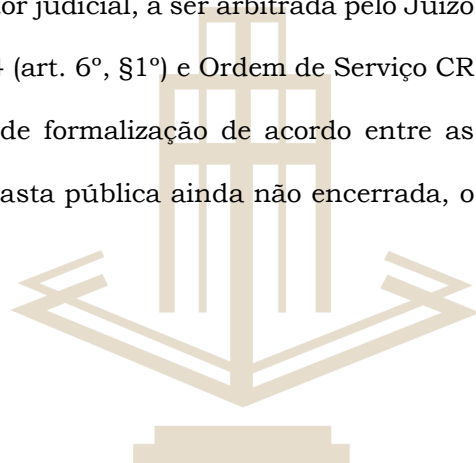 or judicial, a ser arbitrada pelo Juízo
(art. 6º, §1º) e Ordem de Serviço CR
de formalização de acordo entre as
asta pública ainda não encerrada, o